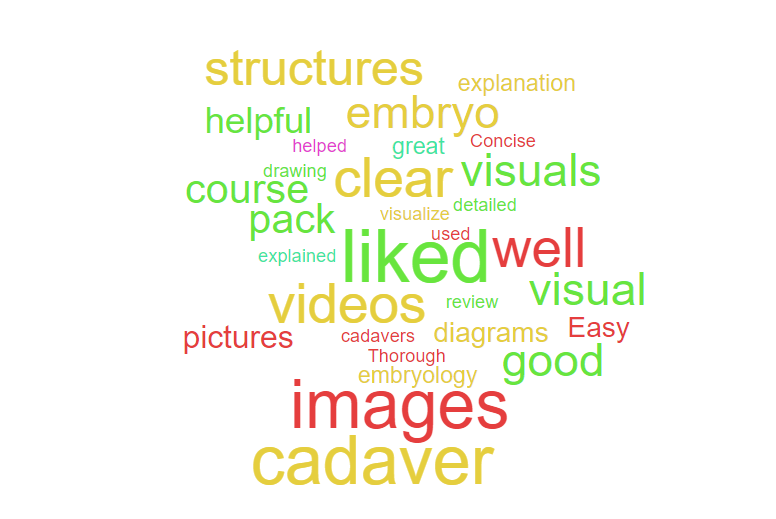 structures
explanation
helpful
embryo
helped
great
Concise
drawing
clear
visuals
course
pack
visualize
detailed
explained
liked
used
well
videos
review
visual
pictures
cadavers
diagrams
Easy
Thorough
embryology
good
images
cadaver